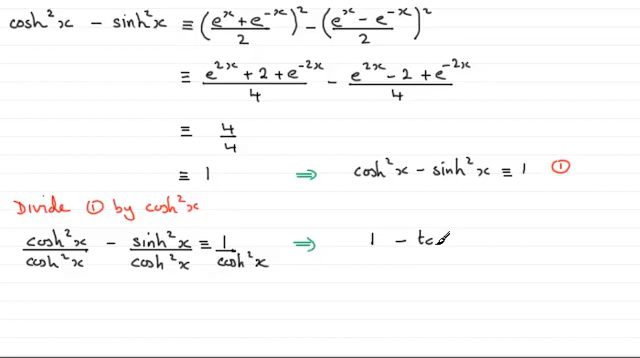 cosh²x − sinh²x ≡ ((eˣ + e⁻ˣ)/2)² − ((eˣ − e⁻ˣ)/2)²
≡ (e²ˣ + 2 + e⁻²ˣ)/4 − (e²ˣ − 2 + e⁻²ˣ)/4
≡ 4/4
≡ 1 ⇒ cosh²x − sinh²x ≡ 1 ①
Divide ① by cosh²x
cosh²x/cosh²x − sinh²x/cosh²x ≡ 1/cosh²x ⇒ 1 − ta